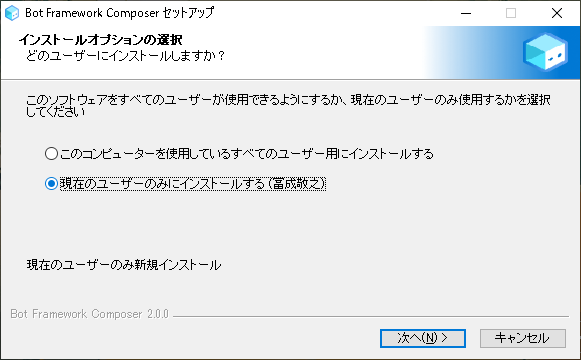 Bot Framework Composer セットアップ
インストールオプションの選択
どのユーザーにインストールしますか？
このソフトウェアをすべてのユーザーが使用できるようにするか、現在のユーザーのみ使用するかを選択
してください
このコンピューターを使用しているすべてのユーザー用にインストールする
現在のユーザーのみにインストールする (冨成敬之)
現在のユーザーのみ新規インストール
Bot Framework Composer 2.0.0
次へ(N) >
キャンセル